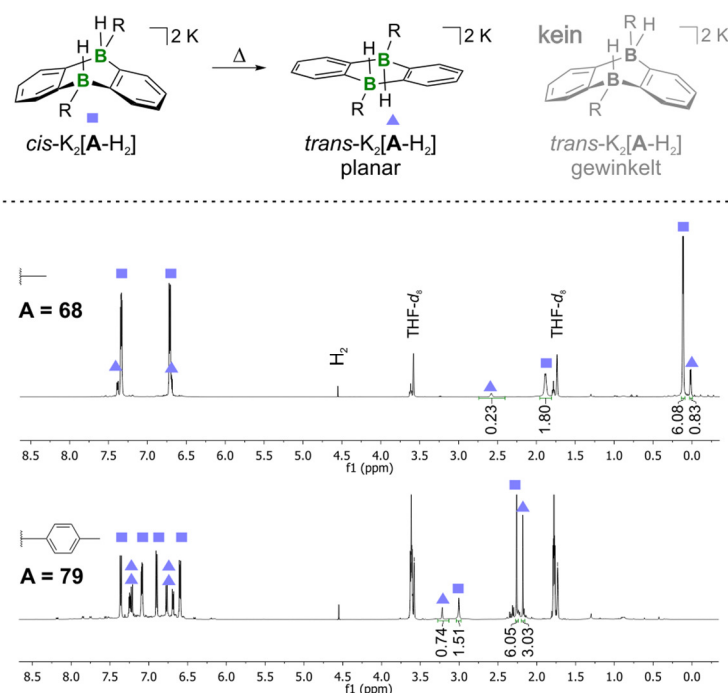 H R ⎤ 2 K
H B
B
R
cis-K₂[A-H₂]
Δ
R ⎤ 2 K
H B
B
R H
trans-K₂[A-H₂]
planar
kein
R H ⎤ 2 K
H B
B
R
trans-K₂[A-H₂]
gewinkelt
A = 68
H₂
THF-d₈
THF-d₈
0.23
1.80
6.08
0.83
8.5 8.0 7.5 7.0 6.5 6.0 5.5 5.0 4.5 4.0 3.5 3.0 2.5 2.0 1.5 1.0 0.5 0.0
f1 (ppm)
A = 79
0.74
1.51
6.05
3.03
8.5 8.0 7.5 7.0 6.5 6.0 5.5 5.0 4.5 4.0 3.5 3.0 2.5 2.0 1.5 1.0 0.5 0.0
f1 (ppm)